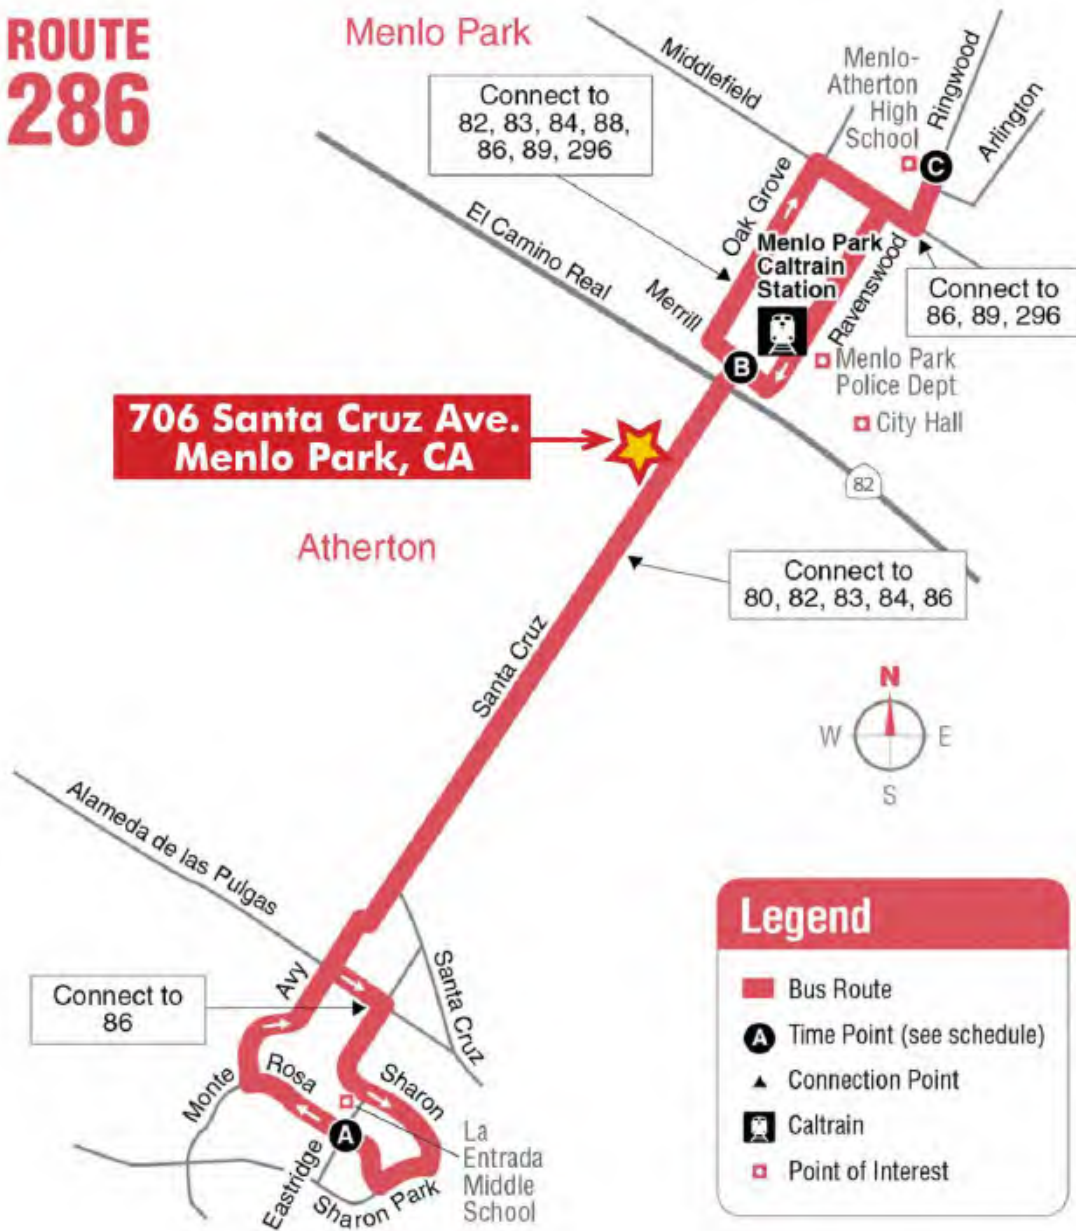 ROUTE
286
Menlo Park
Connect to
82, 83, 84, 88,
86, 89, 296
Middlefield
Menlo-
Atherton
High
School
Ringwood
Arlington
C
El Camino Real
Oak Grove
Merrill
Menlo Park
Caltrain
Station
Ravenswood
Connect to
86, 89, 296
B
Menlo Park
Police Dept
City Hall
706 Santa Cruz Ave.
Menlo Park, CA
82
Atherton
Connect to
80, 82, 83, 84, 86
Santa Cruz
N
W
E
S
Alameda de las Pulgas
Avy
Santa Cruz
Connect to
86
Monte
Rosa
Sharon
A
Eastridge
Sharon Park
La
Entrada
Middle
School
Legend
Bus Route
A Time Point (see schedule)
Connection Point
Caltrain
Point of Interest